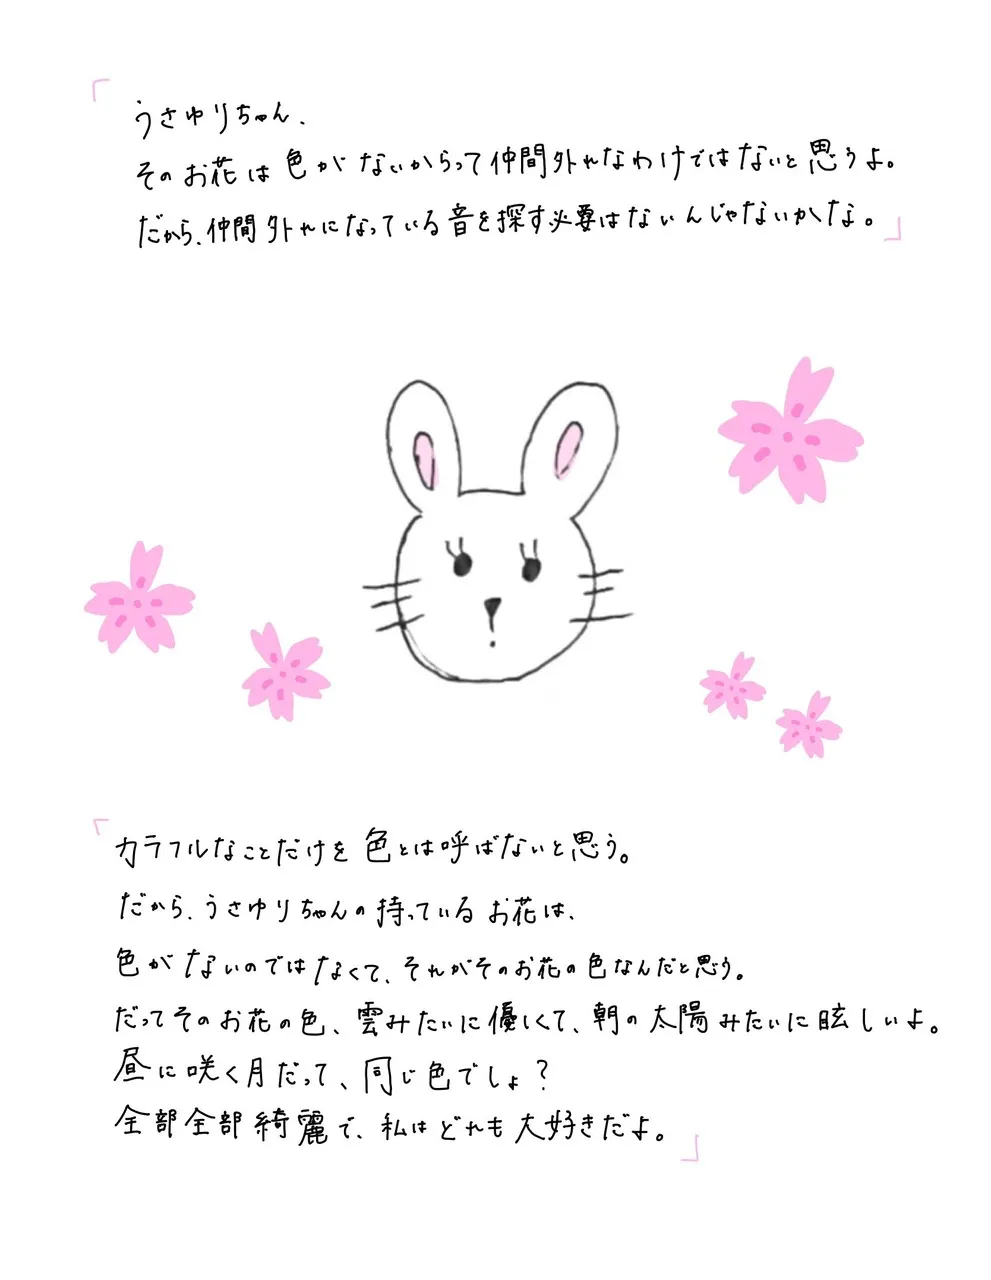 「
うさゆりちゃん、
そのお花は色がないからって仲間外れなわけではないと思うよ。
だから、仲間外れになっている音を探す必要はないんじゃないかな。」
「
カラフルなことだけを色とは呼ばないと思う。
だから、うさゆりちゃんの持っているお花は、
色がないのではなくて、それがそのお花の色なんだと思う。
だってそのお花の色、雲みたいに優しくて、朝の太陽みたいに眩しいよ。
昼に咲く月だって、同じ色でしょ？
全部全部綺麗で、私はどれも大好きだよ。」